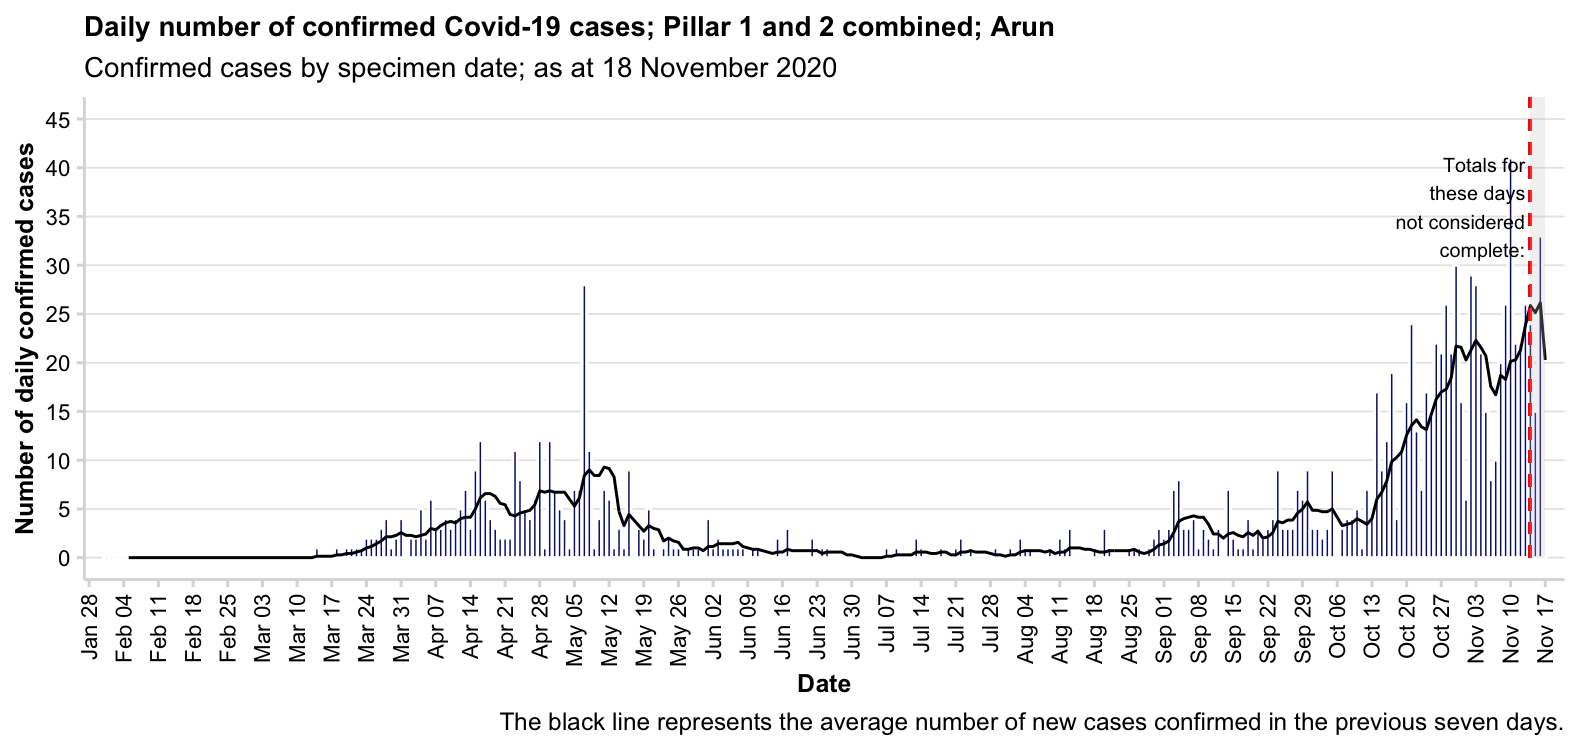 Daily number of confirmed Covid-19 cases; Pillar 1 and 2 combined; Arun
Confirmed cases by specimen date; as at 18 November 2020
Number of daily confirmed cases
45
40
35
30
25
20
15
10
5
0
Totals for
these days
not considered
complete:
Jan 28
Feb 04
Feb 11
Feb 18
Feb 25
Mar 03
Mar 10
Mar 17
Mar 24
Mar 31
Apr 07
Apr 14
Apr 21
Apr 28
May 05
May 12
May 19
May 26
Jun 02
Jun 09
Jun 16
Jun 23
Jun 30
Jul 07
Jul 14
Jul 21
Jul 28
Aug 04
Aug 11
Aug 18
Aug 25
Sep 01
Sep 08
Sep 15
Sep 22
Sep 29
Oct 06
Oct 13
Oct 20
Oct 27
Nov 03
Nov 10
Nov 17
Date
The black line represents the average number of new cases confirmed in the previous seven days.